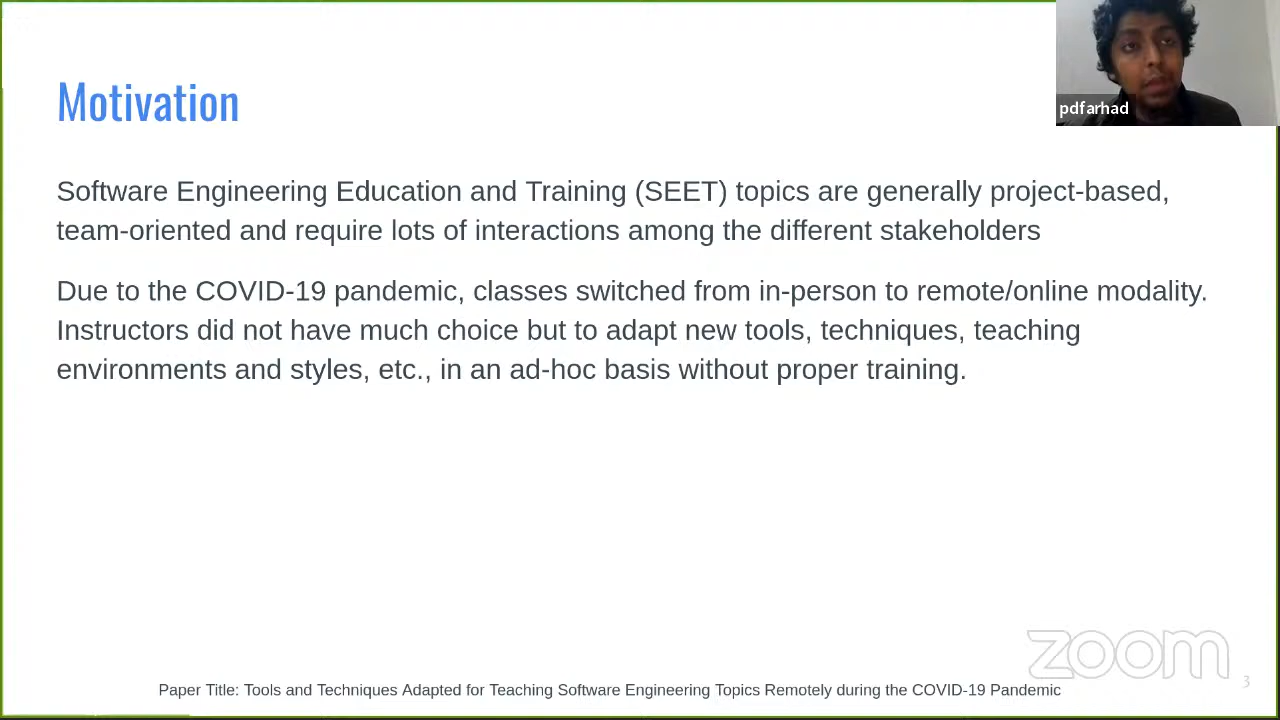 Motivation
pdfarhad
Software Engineering Education and Training (SEET) topics are generally project-based,
team-oriented and require lots of interactions among the different stakeholders
Due to the COVID-19 pandemic, classes switched from in-person to remote/online modality.
Instructors did not have much choice but to adapt new tools, techniques, teaching
environments and styles, etc., in an ad-hoc basis without proper training.
zoom
3
Paper Title: Tools and Techniques Adapted for Teaching Software Engineering Topics Remotely during the COVID-19 Pandemic